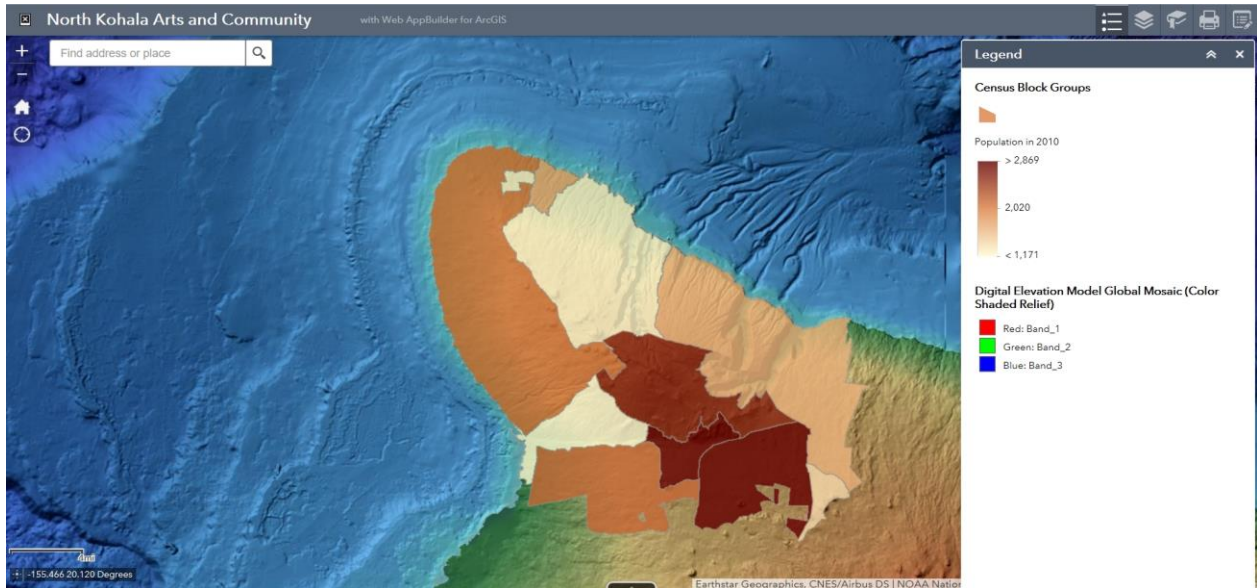 North Kohala Arts and Community
with Web AppBuilder for ArcGIS
+
Find address or place
−
Legend
Census Block Groups
Population in 2010
> 2,869
2,020
< 1,171
Digital Elevation Model Global Mosaic (Color
Shaded Relief)
Red: Band_1
Green: Band_2
Blue: Band_3
-155.466 20.120 Degrees
Earthstar Geographics, CNES/Airbus DS | NOAA Nation